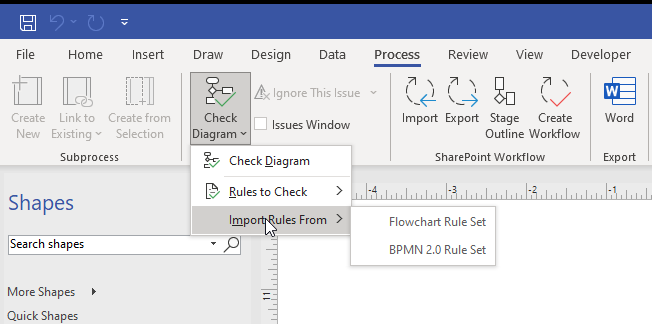 File Home Insert Draw Design Data Process Review View Developer
Create New
Link to Existing
Create from Selection
Subprocess
Check Diagram
Ignore This Issue
Issues Window
Import
Export
Stage Outline
Create Workflow
SharePoint Workflow
Word
Export
Check Diagram
Rules to Check
Import Rules From
Flowchart Rule Set
BPMN 2.0 Rule Set
Shapes
Search shapes
More Shapes
Quick Shapes
-4 -3 -2 -1
11